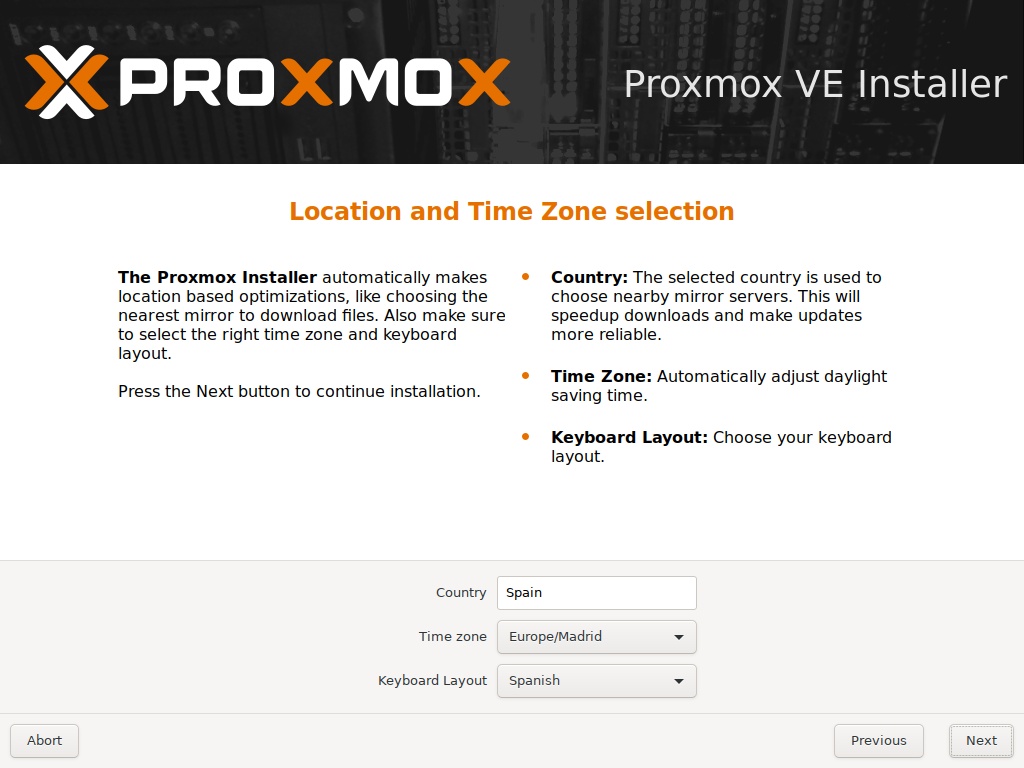 PROXMOX
Proxmox VE Installer
Location and Time Zone selection
The Proxmox Installer automatically makes
location based optimizations, like choosing the
nearest mirror to download files. Also make sure
to select the right time zone and keyboard
layout.
Press the Next button to continue installation.
Country: The selected country is used to
choose nearby mirror servers. This will
speedup downloads and make updates
more reliable.
Time Zone: Automatically adjust daylight
saving time.
Keyboard Layout: Choose your keyboard
layout.
Country Spain
Time zone Europe/Madrid
Keyboard Layout Spanish
Abort Previous Next